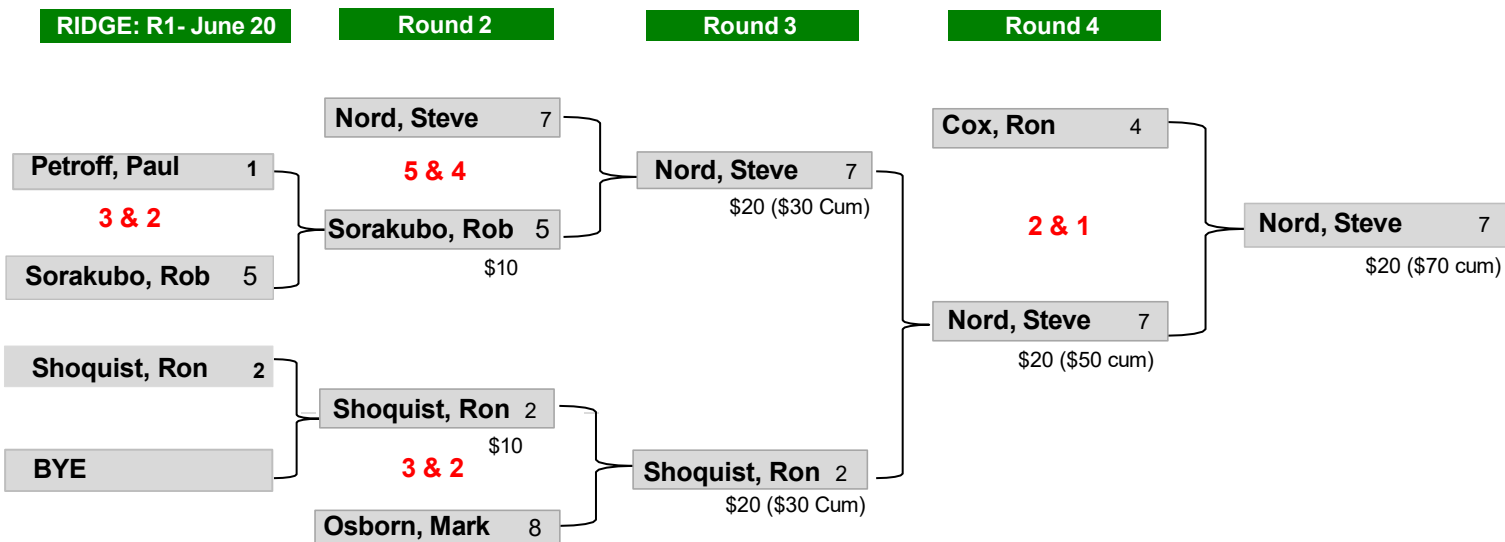 RIDGE: R1- June 20
Round 2
Round 3
Round 4
Nord, Steve 7
Cox, Ron 4
Petroff, Paul 1
5 & 4
Nord, Steve 7
3 & 2
$20 ($30 Cum)
Sorakubo, Rob 5
2 & 1
Nord, Steve 7
$10
$20 ($70 cum)
Sorakubo, Rob 5
Nord, Steve 7
$20 ($50 cum)
Shoquist, Ron 2
Shoquist, Ron 2
$10
BYE
3 & 2
Shoquist, Ron 2
$20 ($30 Cum)
Osborn, Mark 8